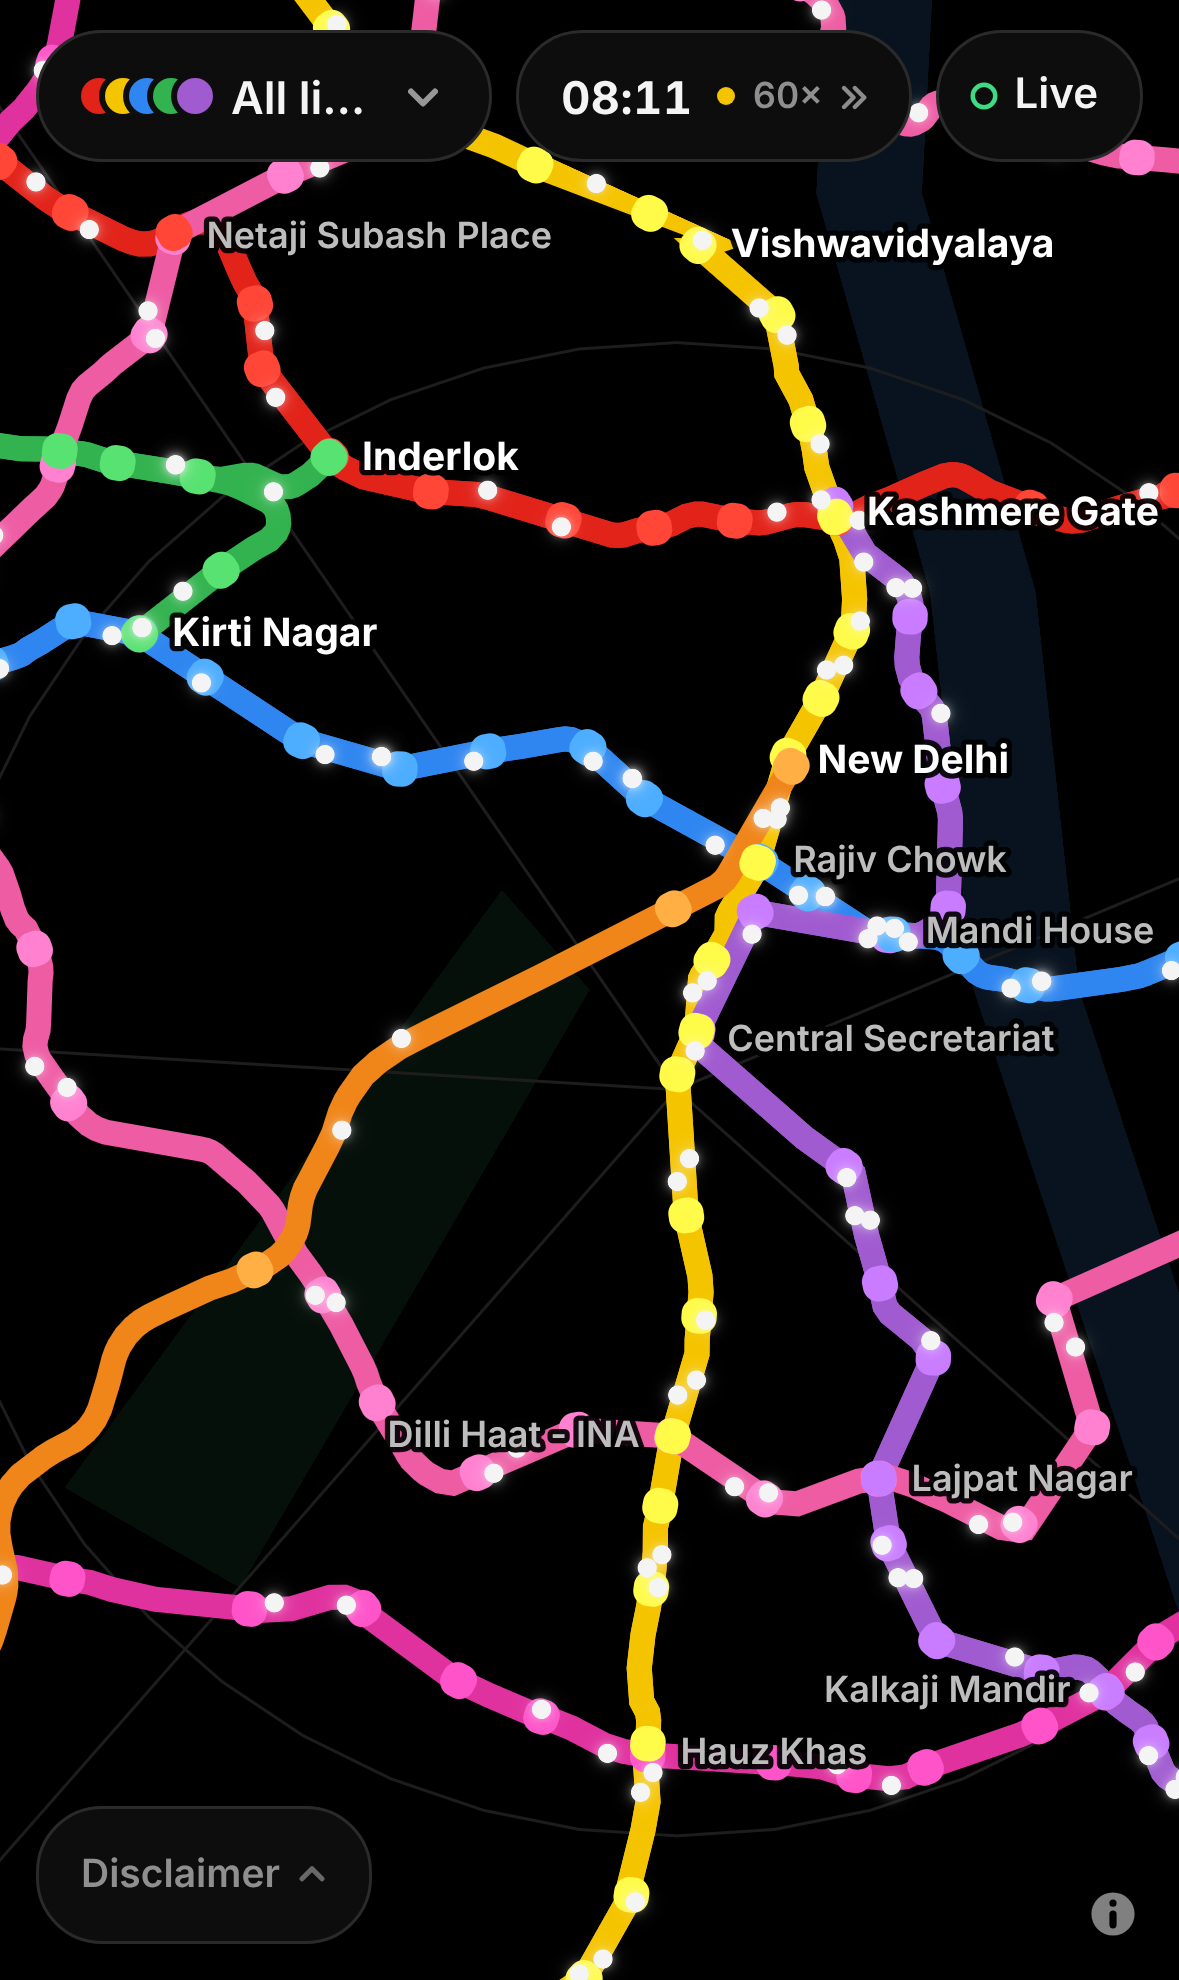 All li...
08:11
60×
Live
Netaji Subash Place
Vishwavidyalaya
Inderlok
Kashmere Gate
Kirti Nagar
New Delhi
Rajiv Chowk
Mandi House
Central Secretariat
Dilli Haat - INA
Lajpat Nagar
Kalkaji Mandir
Hauz Khas
Disclaimer